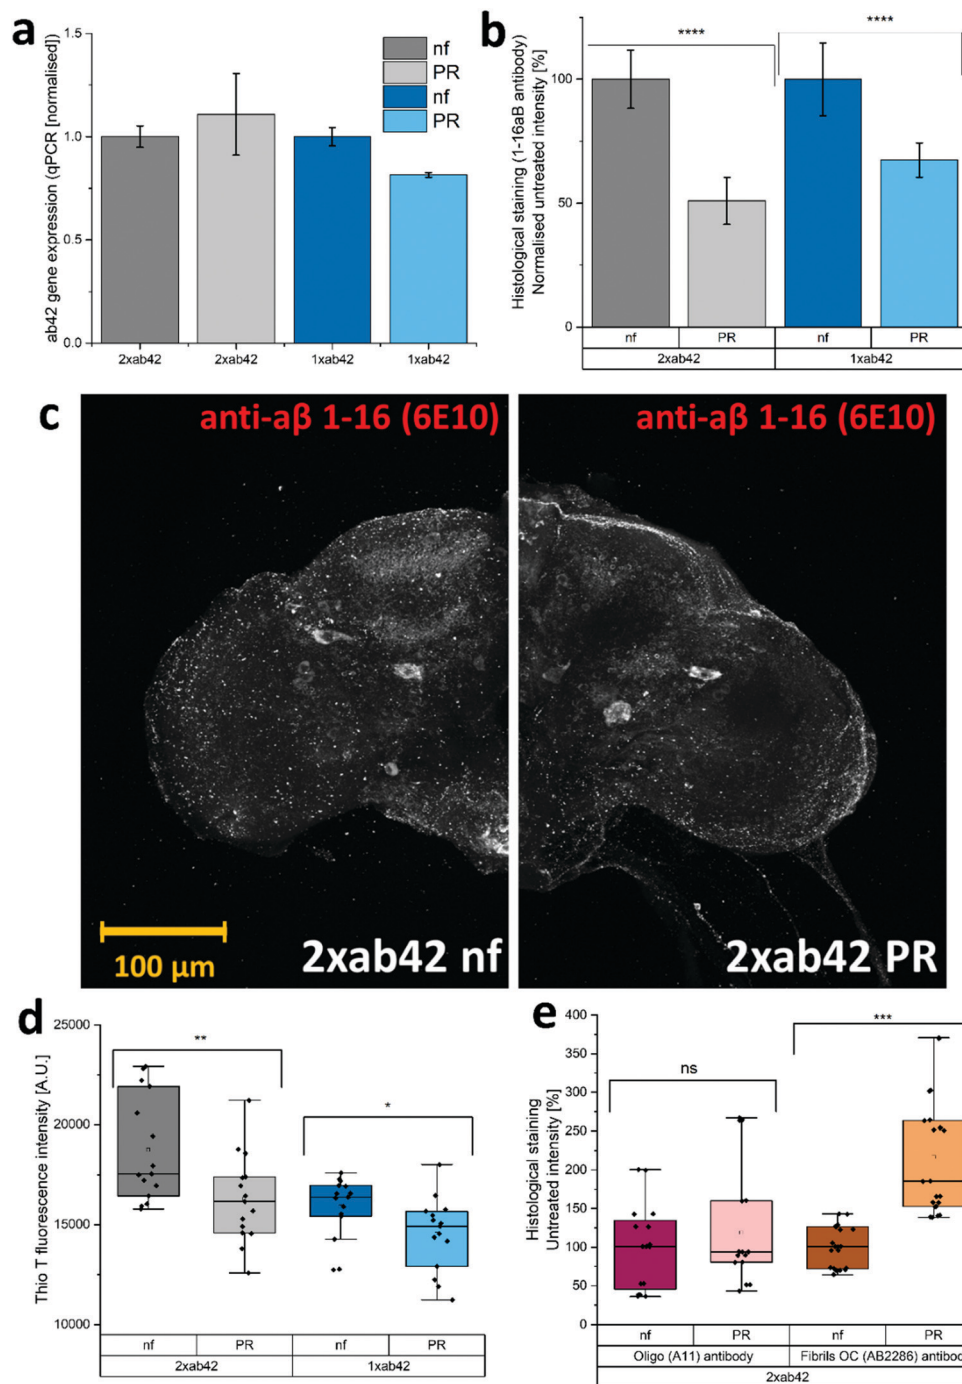 a
ab42 gene expression (qPCR [normalised])
1.5
1.0
0.5
0.0
nf
PR
nf
PR
2xab42
2xab42
1xab42
1xab42
b
Histological staining (1-16aB antibody)
Normalised untreated intensity [%]
100
50
0
****
****
nf
PR
nf
PR
2xab42
1xab42
c
anti-aβ 1-16 (6E10)
anti-aβ 1-16 (6E10)
100 μm
2xab42 nf
2xab42 PR
d
Thio T fluorescence intensity [A.U.]
25000
20000
15000
10000
**
*
nf
PR
nf
PR
2xab42
1xab42
e
Histological staining
Untreated intensity [%]
400
350
300
250
200
150
100
50
0
ns
***
nf
PR
nf
PR
Oligo (A11) antibody
Fibrils OC (AB2286) antibod
2xab42